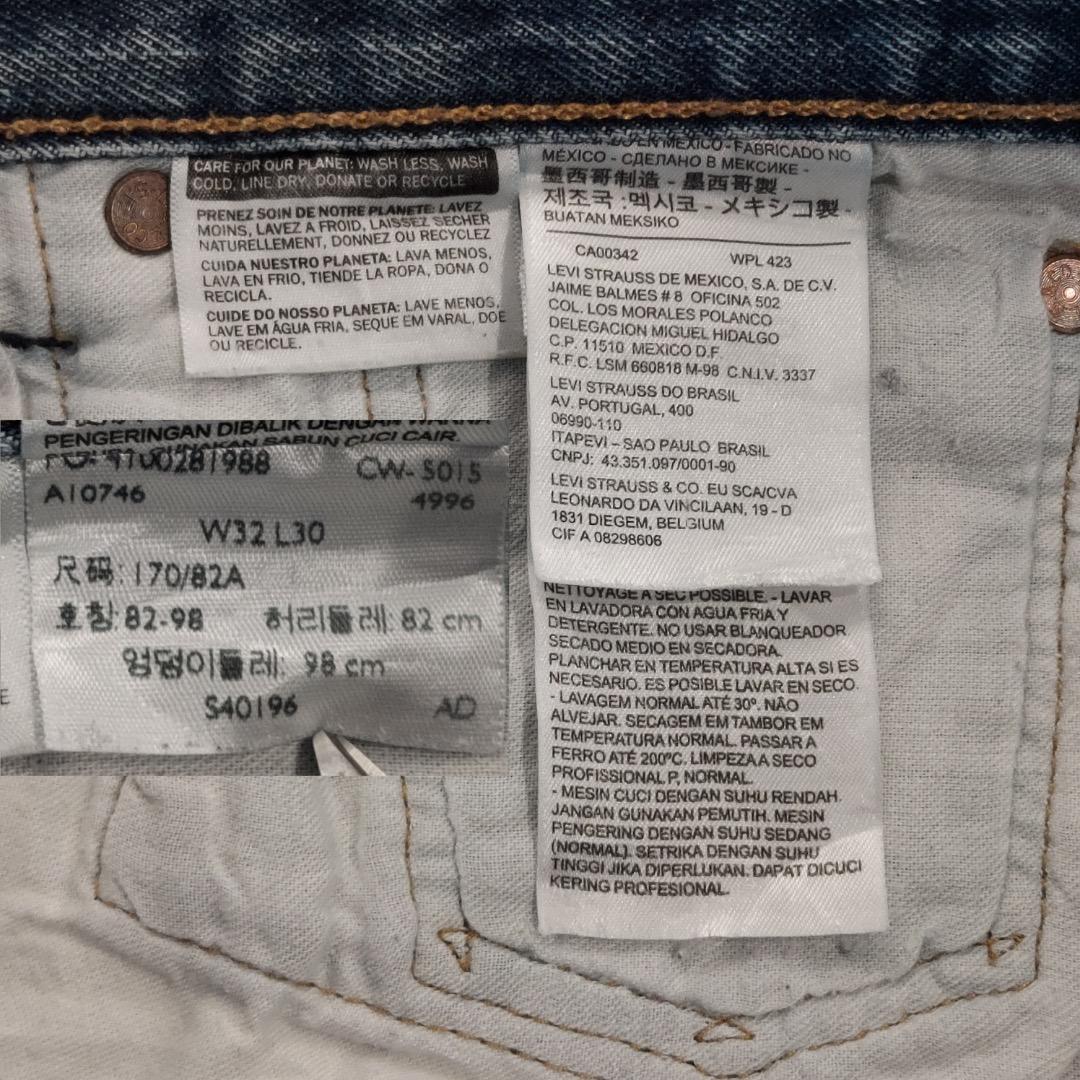 CARE FOR OUR PLANET: WASH LESS, WASH
COLD, LINE DRY, DONATE OR RECYCLE
PRENEZ SOIN DE NOTRE PLANETE: LAVEZ
MOINS, LAVEZ A FROID, LAISSEZ SECHER
NATURELLEMENT, DONNEZ OU RECYCLEZ
CUIDA NUESTRO PLANETA: LAVA MENOS,
LAVA EN FRIO, TIENDE LA ROPA, DONA O
RECICLA.
CUIDE DO NOSSO PLANETA: LAVE MENOS,
LAVE EM ÁGUA FRIA, SEQUE EM VARAL, DOE
OU RECICLE.
EN MÉXICO - FABRICADO NO
MÉXICO - СДЕЛАНО В МЕКСИКЕ -
墨西哥制造 - 墨西哥製 -
제조국 :멕시코 - メキシコ製 -
BUATAN MEKSIKO
CA00342 WPL 423
LEVI STRAUSS DE MEXICO, S.A. DE C.V.
JAIME BALMES # 8 OFICINA 502
COL. LOS MORALES POLANCO
DELEGACION MIGUEL HIDALGO
C.P. 11510 MEXICO D.F
R.F.C. LSM 660818 M-98 C.N.I.V. 3337
LEVI STRAUSS DO BRASIL
AV. PORTUGAL, 400
06990-110
ITAPEVI – SAO PAULO BRASIL
CNPJ: 43.351.097/0001-90
LEVI STRAUSS & CO. EU SCA/CVA
LEONARDO DA VINCILAAN, 19 - D
1831 DIEGEM, BELGIUM
CIF A 08298606
NETTOYAGE A SEC POSSIBLE. - LAVAR
EN LAVADORA CON AGUA FRIA Y
DETERGENTE. NO USAR BLANQUEADOR
SECADO MEDIO EN SECADORA.
PLANCHAR EN TEMPERATURA ALTA SI ES
NECESARIO. ES POSIBLE LAVAR EN SECO.
- LAVAGEM NORMAL ATÉ 30º. NÃO
ALVEJAR. SECAGEM EM TAMBOR EM
TEMPERATURA NORMAL. PASSAR A
FERRO ATÉ 200ºC. LIMPEZA A SECO
PROFISSIONAL P, NORMAL.
- MESIN CUCI DENGAN SUHU RENDAH.
JANGAN GUNAKAN PEMUTIH. MESIN
PENGERING DENGAN SUHU SEDANG
(NORMAL). SETRIKA DENGAN SUHU
TINGGI JIKA DIPERLUKAN. DAPAT DICUCI
KERING PROFESIONAL.
PENGERINGAN DIBALIK DENGAN WARNA
SABUN CUCI CAIR.
CW-5015
A10746 4996
W32 L30
尺码: 170/82A
호칭: 82-98 허리둘레: 82 cm
엉덩이둘레: 98 cm
S40196 AD